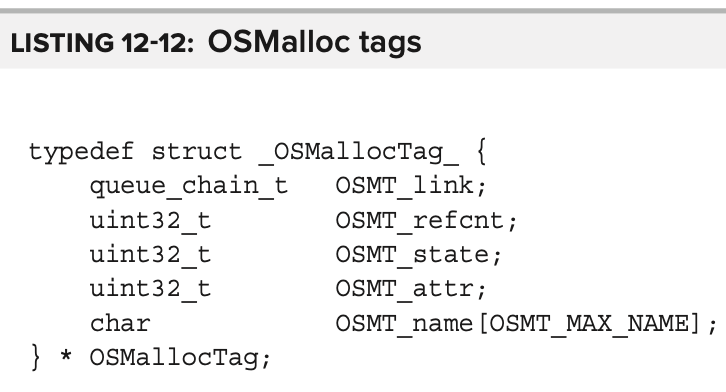 LISTING 12-12: OSMalloc tags
typedef struct _OSMallocTag_ {
    queue_chain_t   OSMT_link;
    uint32_t        OSMT_refcnt;
    uint32_t        OSMT_state;
    uint32_t        OSMT_attr;
    char            OSMT_name[OSMT_MAX_NAME];
} * OSMallocTag;